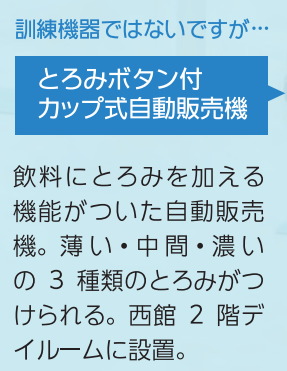 訓練機器ではないですが…
とろみボタン付
カップ式自動販売機
飲料にとろみを加える
機能がついた自動販売
機。薄い・中間・濃い
の 3 種類のとろみがつ
けられる。西館 2 階デ
イルームに設置。